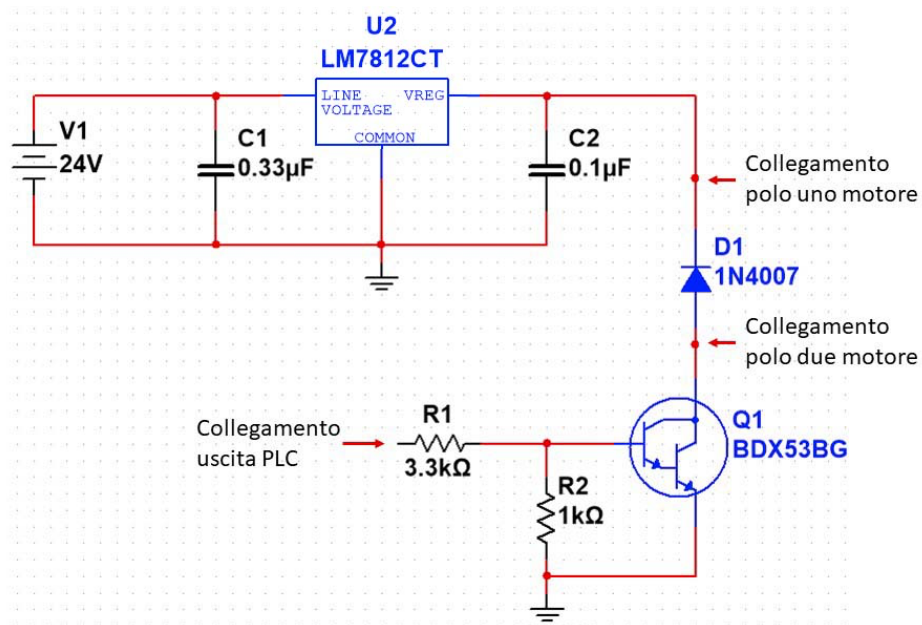 U2
LM7812CT
LINE VREG
VOLTAGE
COMMON
V1
24V
C1
0.33µF
C2
0.1µF
Collegamento
polo uno motore
D1
1N4007
Collegamento
polo due motore
Collegamento
uscita PLC
R1
3.3kΩ
R2
1kΩ
Q1
BDX53BG